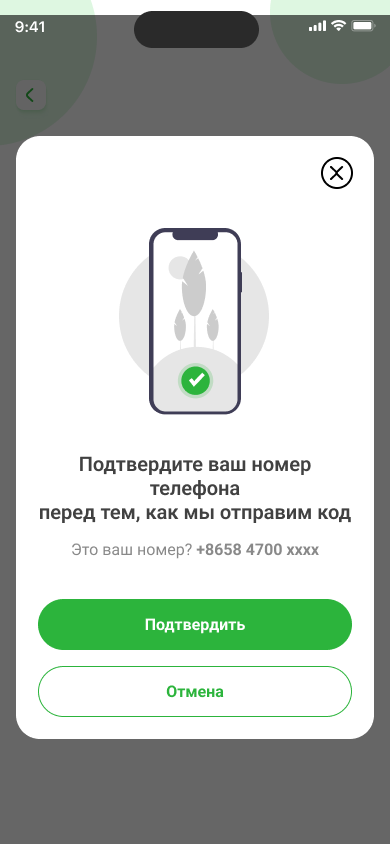 9:41
Подтвердите ваш номер
телефона
перед тем, как мы отправим код
Это ваш номер? +8658 4700 xxxx
Подтвердить
Отмена